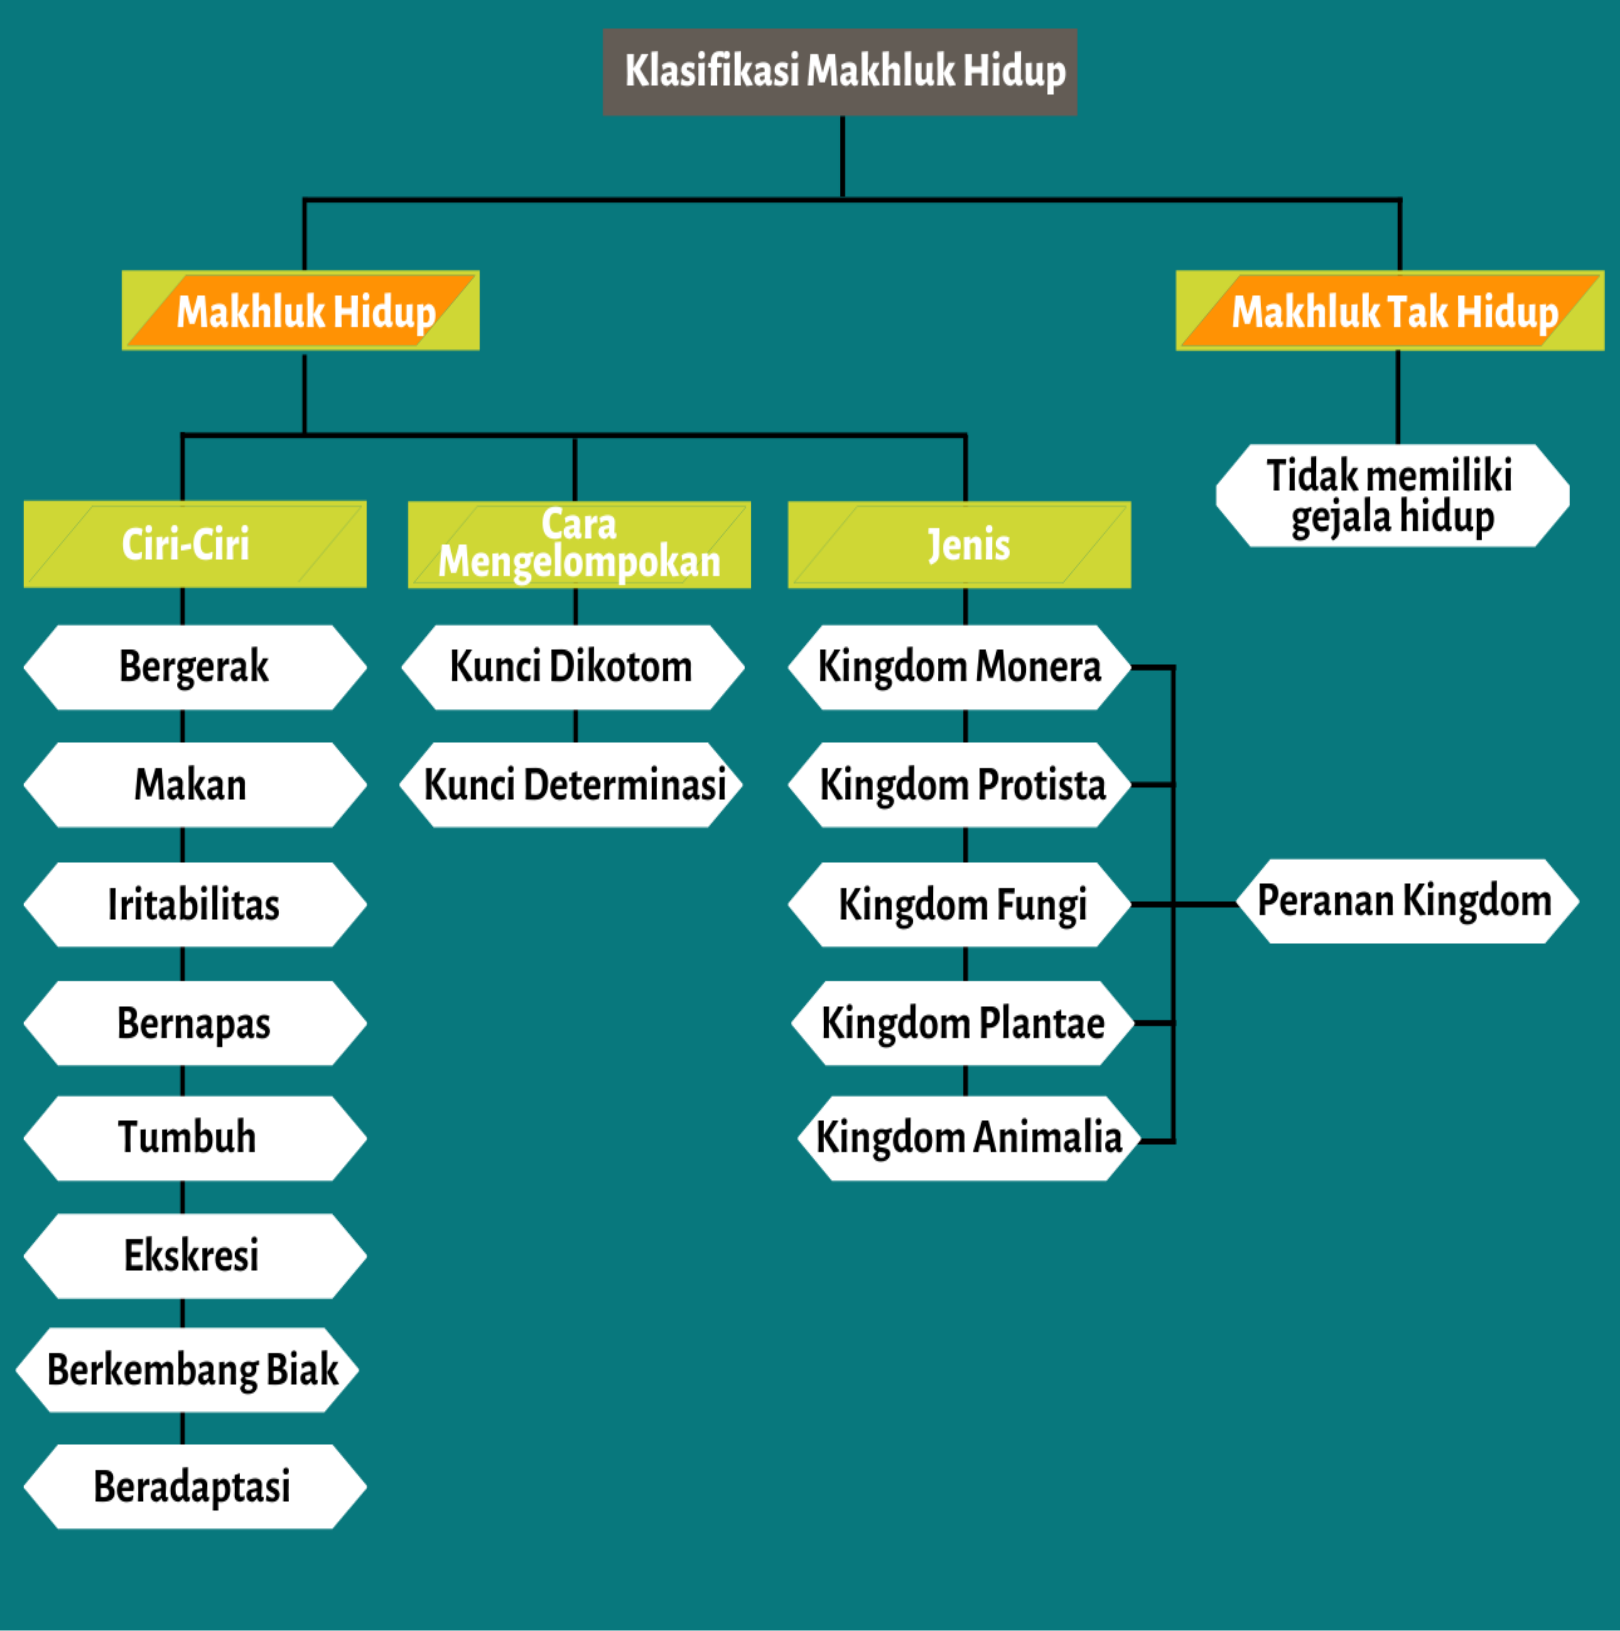 Klasifikasi Makhluk Hidup
Makhluk Hidup
Makhluk Tak Hidup
Tidak memiliki
gejala hidup
Ciri-Ciri
Bergerak
Makan
Iritabilitas
Bernapas
Tumbuh
Ekskresi
Berkembang Biak
Beradaptasi
Cara
Mengelompokan
Kunci Dikotom
Kunci Determinasi
Jenis
Kingdom Monera
Kingdom Protista
Kingdom Fungi
Kingdom Plantae
Kingdom Animalia
Peranan Kingdom